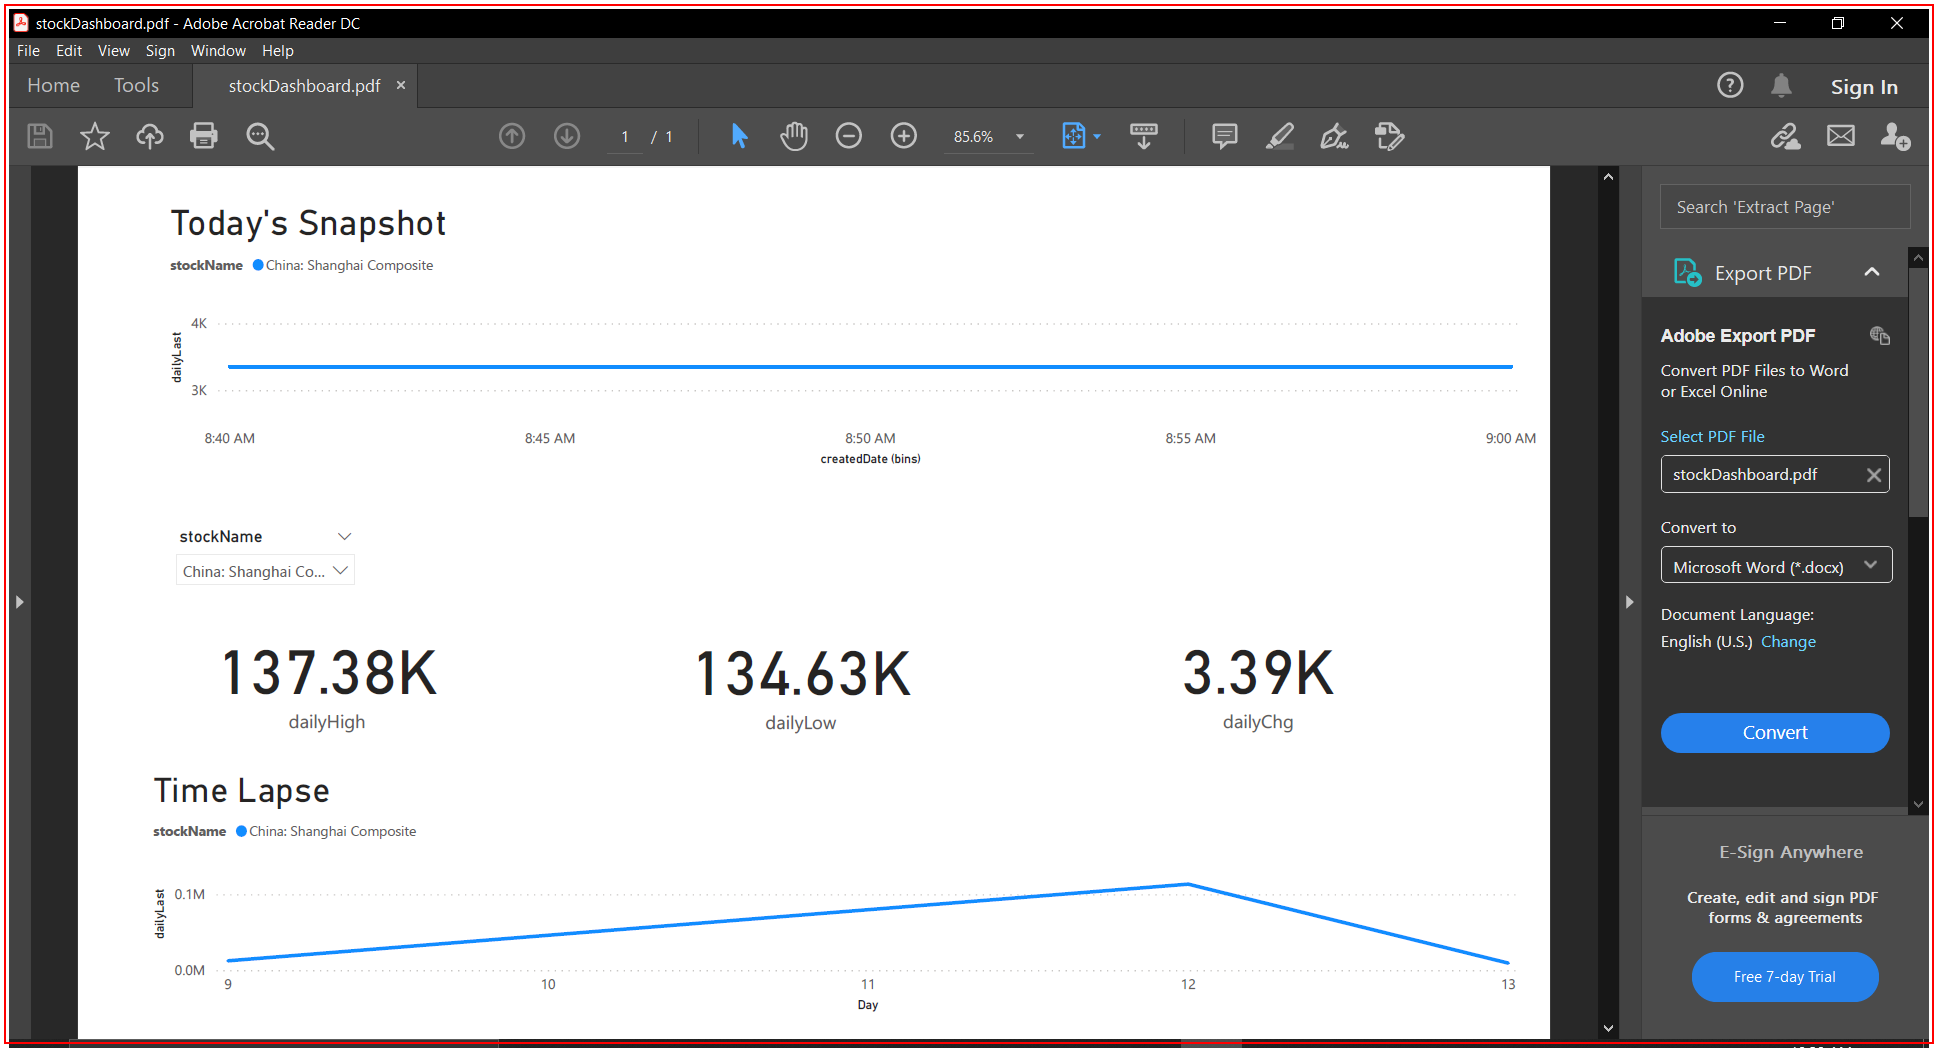 stockDashboard.pdf - Adobe Acrobat Reader DC
File Edit View Sign Window Help
Home Tools stockDashboard.pdf × Sign In
1 / 1 85.6%
Today's Snapshot
stockName China: Shanghai Composite
dailyLast
4K
3K
8:40 AM 8:45 AM 8:50 AM 8:55 AM 9:00 AM
createdDate (bins)
stockName
China: Shanghai Co...
137.38K 134.63K 3.39K
dailyHigh dailyLow dailyChg
Time Lapse
stockName China: Shanghai Composite
dailyLast
0.1M
0.0M
9 10 11 12 13
Day
Search 'Extract Page'
Export PDF
Adobe Export PDF
Convert PDF Files to Word
or Excel Online
Select PDF File
stockDashboard.pdf
Convert to
Microsoft Word (*.docx)
Document Language:
English (U.S.) Change
Convert
E-Sign Anywhere
Create, edit and sign PDF
forms & agreements
Free 7-day Trial